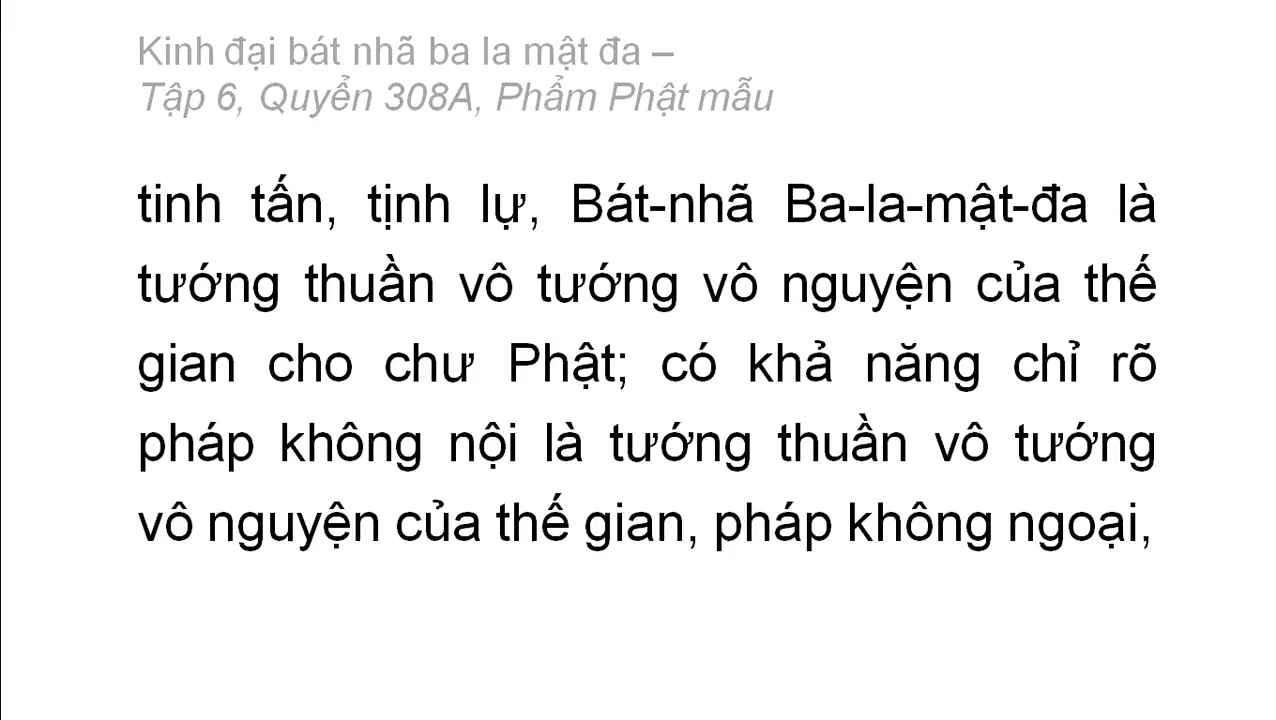 Kinh đại bát nhã ba la mật đa –
Tập 6, Quyển 308A, Phẩm Phật mẫu
tinh tấn, tịnh lự, Bát-nhã Ba-la-mật-đa là
tướng thuần vô tướng vô nguyện của thế
gian cho chư Phật; có khả năng chỉ rõ
pháp không nội là tướng thuần vô tướng
vô nguyện của thế gian, pháp không ngoại,